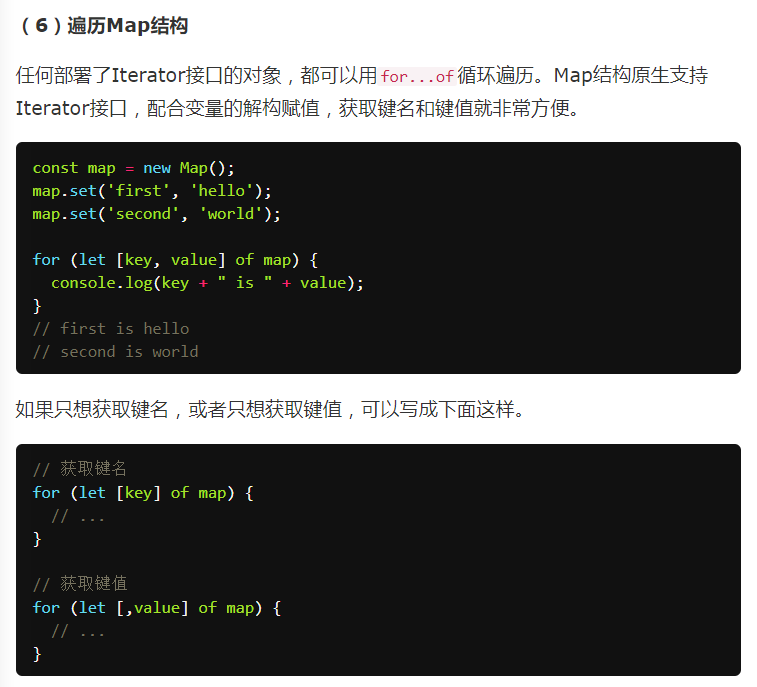 （6）遍历Map结构
任何部署了Iterator接口的对象，都可以用for...of循环遍历。Map结构原生支持
Iterator接口，配合变量的解构赋值，获取键名和键值就非常方便。
const map = new Map();
map.set('first', 'hello');
map.set('second', 'world');
for (let [key, value] of map) {
  console.log(key + " is " + value);
}
// first is hello
// second is world
如果只想获取键名，或者只想获取键值，可以写成下面这样。
// 获取键名
for (let [key] of map) {
  // ...
}
// 获取键值
for (let [,value] of map) {
  // ...
}